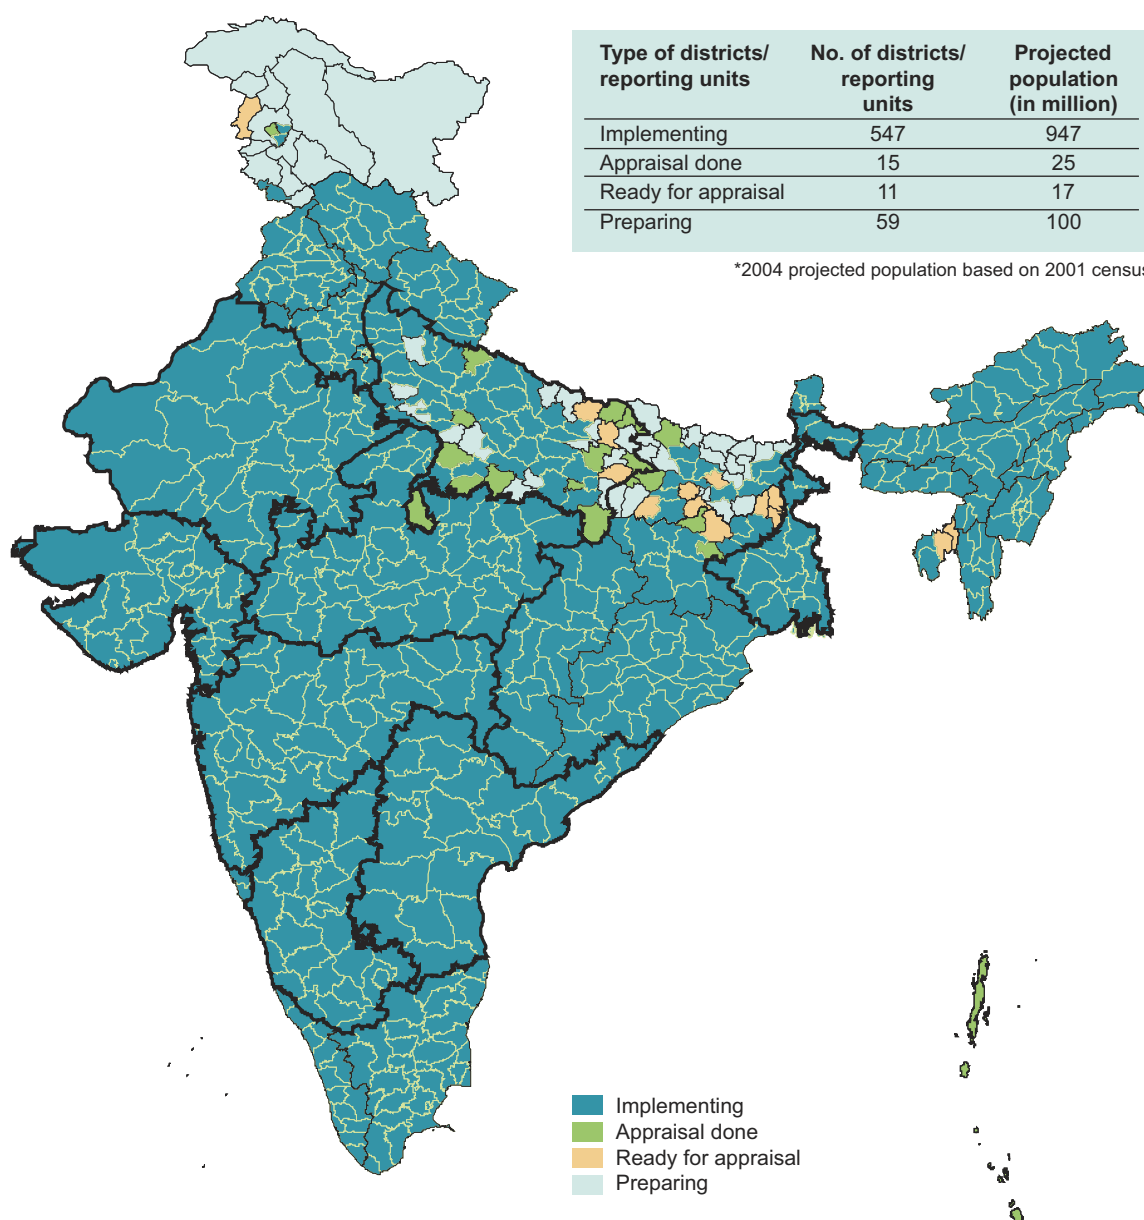 Type of districts/ No. of districts/ Projected
reporting units reporting population
units (in million)
Implementing 547 947
Appraisal done 15 25
Ready for appraisal 11 17
Preparing 59 100
*2004 projected population based on 2001 census
Implementing
Appraisal done
Ready for appraisal
Preparing